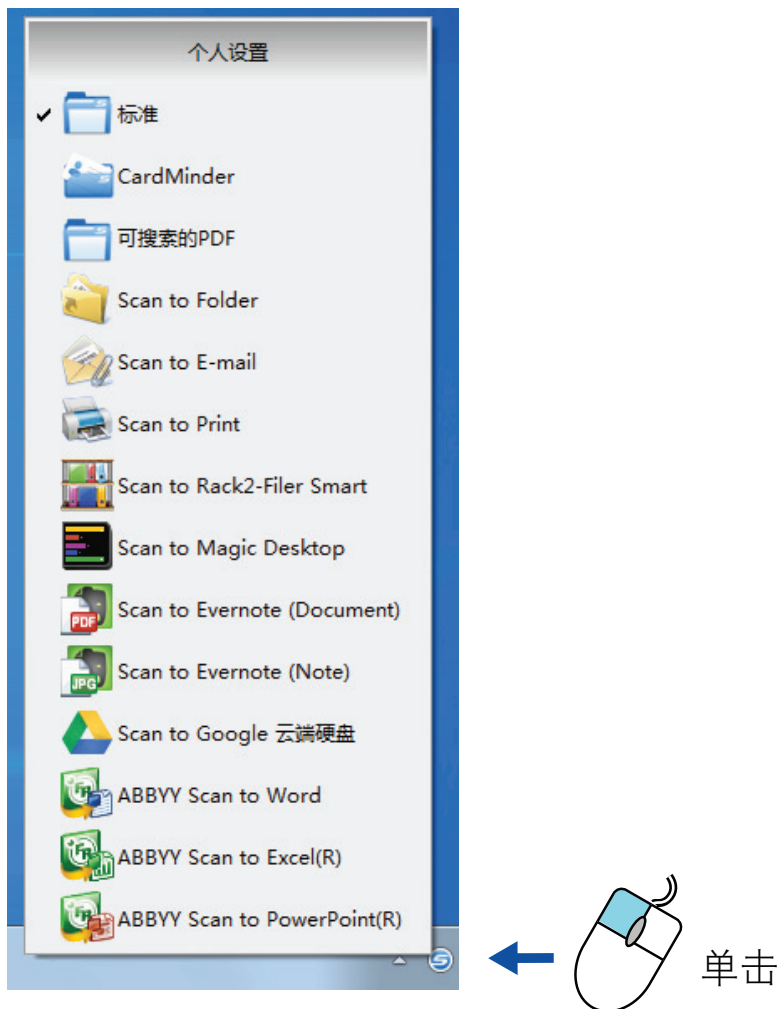 个人设置
标准
CardMinder
可搜索的PDF
Scan to Folder
Scan to E-mail
Scan to Print
Scan to Rack2-Filer Smart
Scan to Magic Desktop
PDF
Scan to Evernote (Document)
JPG
Scan to Evernote (Note)
Scan to Google 云端硬盘
ABBYY Scan to Word
ABBYY Scan to Excel(R)
ABBYY Scan to PowerPoint(R)
单击